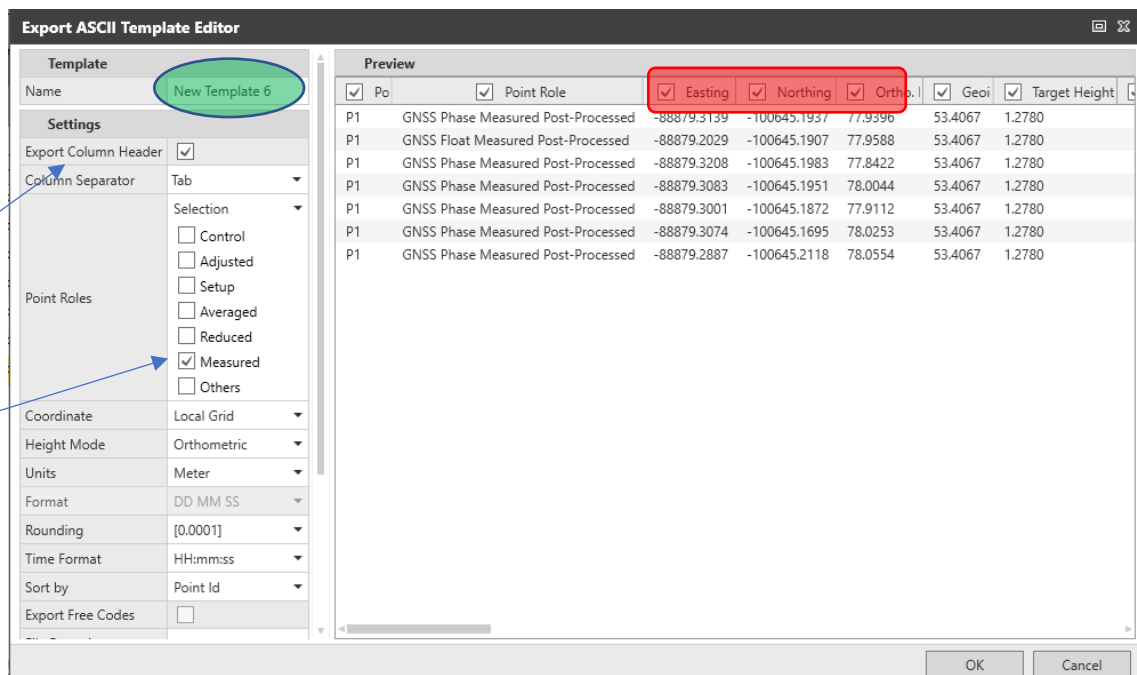 Export ASCII Template Editor
Template
Name New Template 6
Settings
Export Column Header
Column Separator Tab
Point Roles Selection
Control
Adjusted
Setup
Averaged
Reduced
Measured
Others
Coordinate Local Grid
Height Mode Orthometric
Units Meter
Format DD MM SS
Rounding [0.0001]
Time Format HH:mm:ss
Sort by Point Id
Export Free Codes
Preview
Po Point Role Easting Northing Ortho. Geoi Target Height
P1 GNSS Phase Measured Post-Processed -88879.3139 -100645.1937 77.9396 53.4067 1.2780
P1 GNSS Float Measured Post-Processed -88879.2029 -100645.1907 77.9588 53.4067 1.2780
P1 GNSS Phase Measured Post-Processed -88879.3208 -100645.1983 77.8422 53.4067 1.2780
P1 GNSS Phase Measured Post-Processed -88879.3083 -100645.1951 78.0044 53.4067 1.2780
P1 GNSS Phase Measured Post-Processed -88879.3001 -100645.1872 77.9112 53.4067 1.2780
P1 GNSS Phase Measured Post-Processed -88879.3074 -100645.1695 78.0253 53.4067 1.2780
P1 GNSS Phase Measured Post-Processed -88879.2887 -100645.2118 78.0554 53.4067 1.2780
OK Cancel